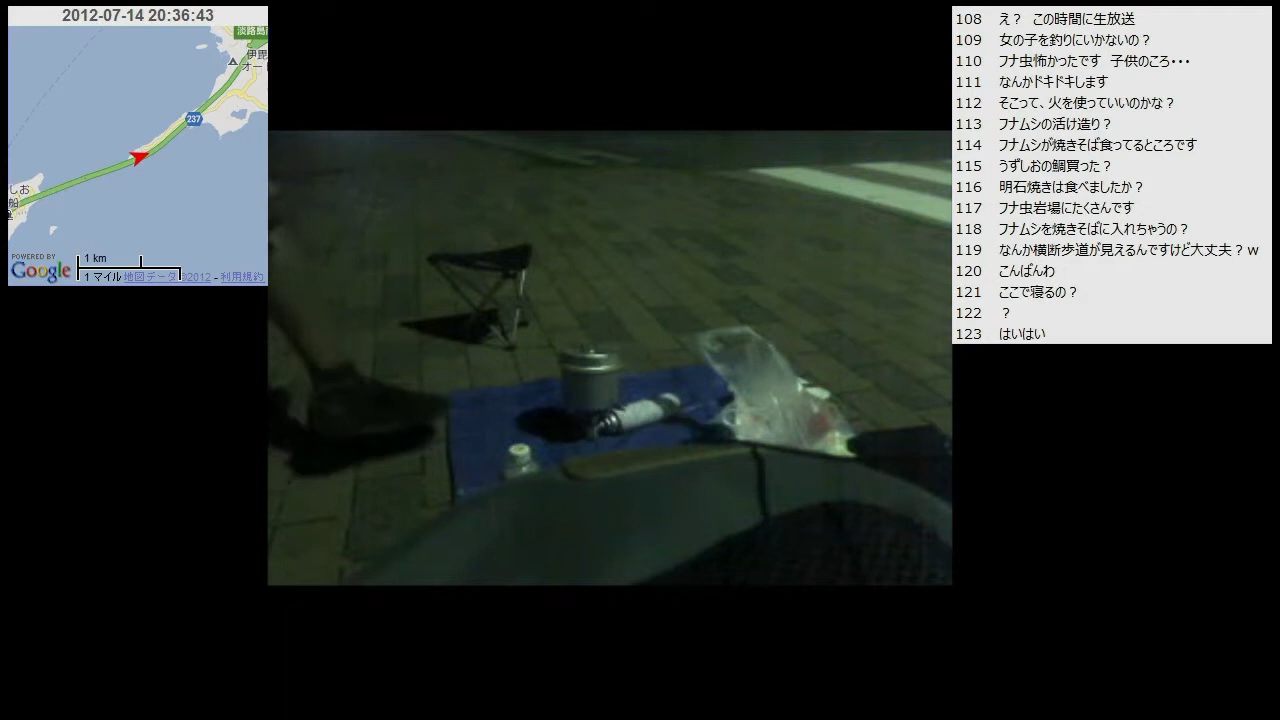 2012-07-14 20:36:43
淡路島南
伊毘
オート
237
しお
船
POWERED BY
Google
1 km
1 マイル
地図データ ©2012 - 利用規約
108 え？ この時間に生放送
109 女の子を釣りにいかないの？
110 フナ虫怖かったです 子供のころ・・・
111 なんかドキドキします
112 そこって、火を使っていいのかな？
113 フナムシの活け造り？
114 フナムシが焼きそば食ってるところです
115 うずしおの鯛買った？
116 明石焼きは食べましたか？
117 フナ虫岩場にたくさんです
118 フナムシを焼きそばに入れちゃうの？
119 なんか横断歩道が見えるんですけど大丈夫？ｗ
120 こんばんわ
121 ここで寝るの？
122 ？
123 はいはい